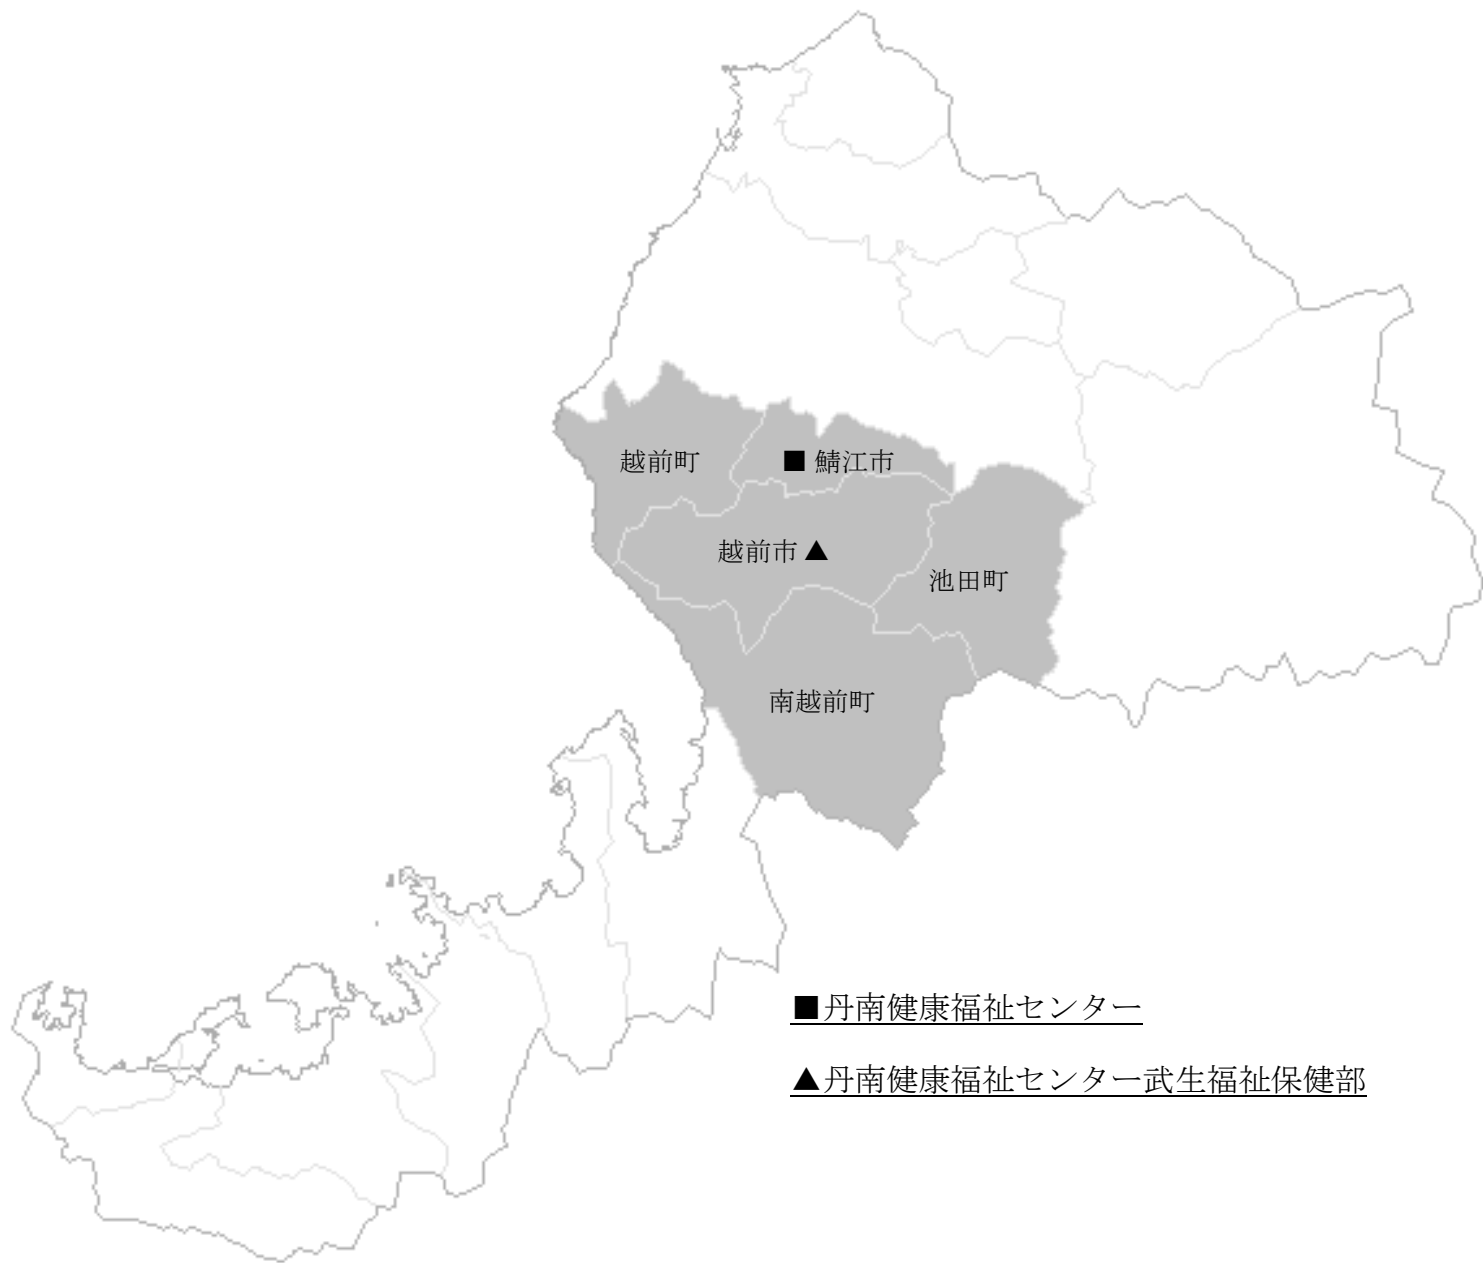 越前町
■ 鯖江市
越前市 ▲
池田町
南越前町
■丹南健康福祉センター
▲丹南健康福祉センター武生福祉保健部